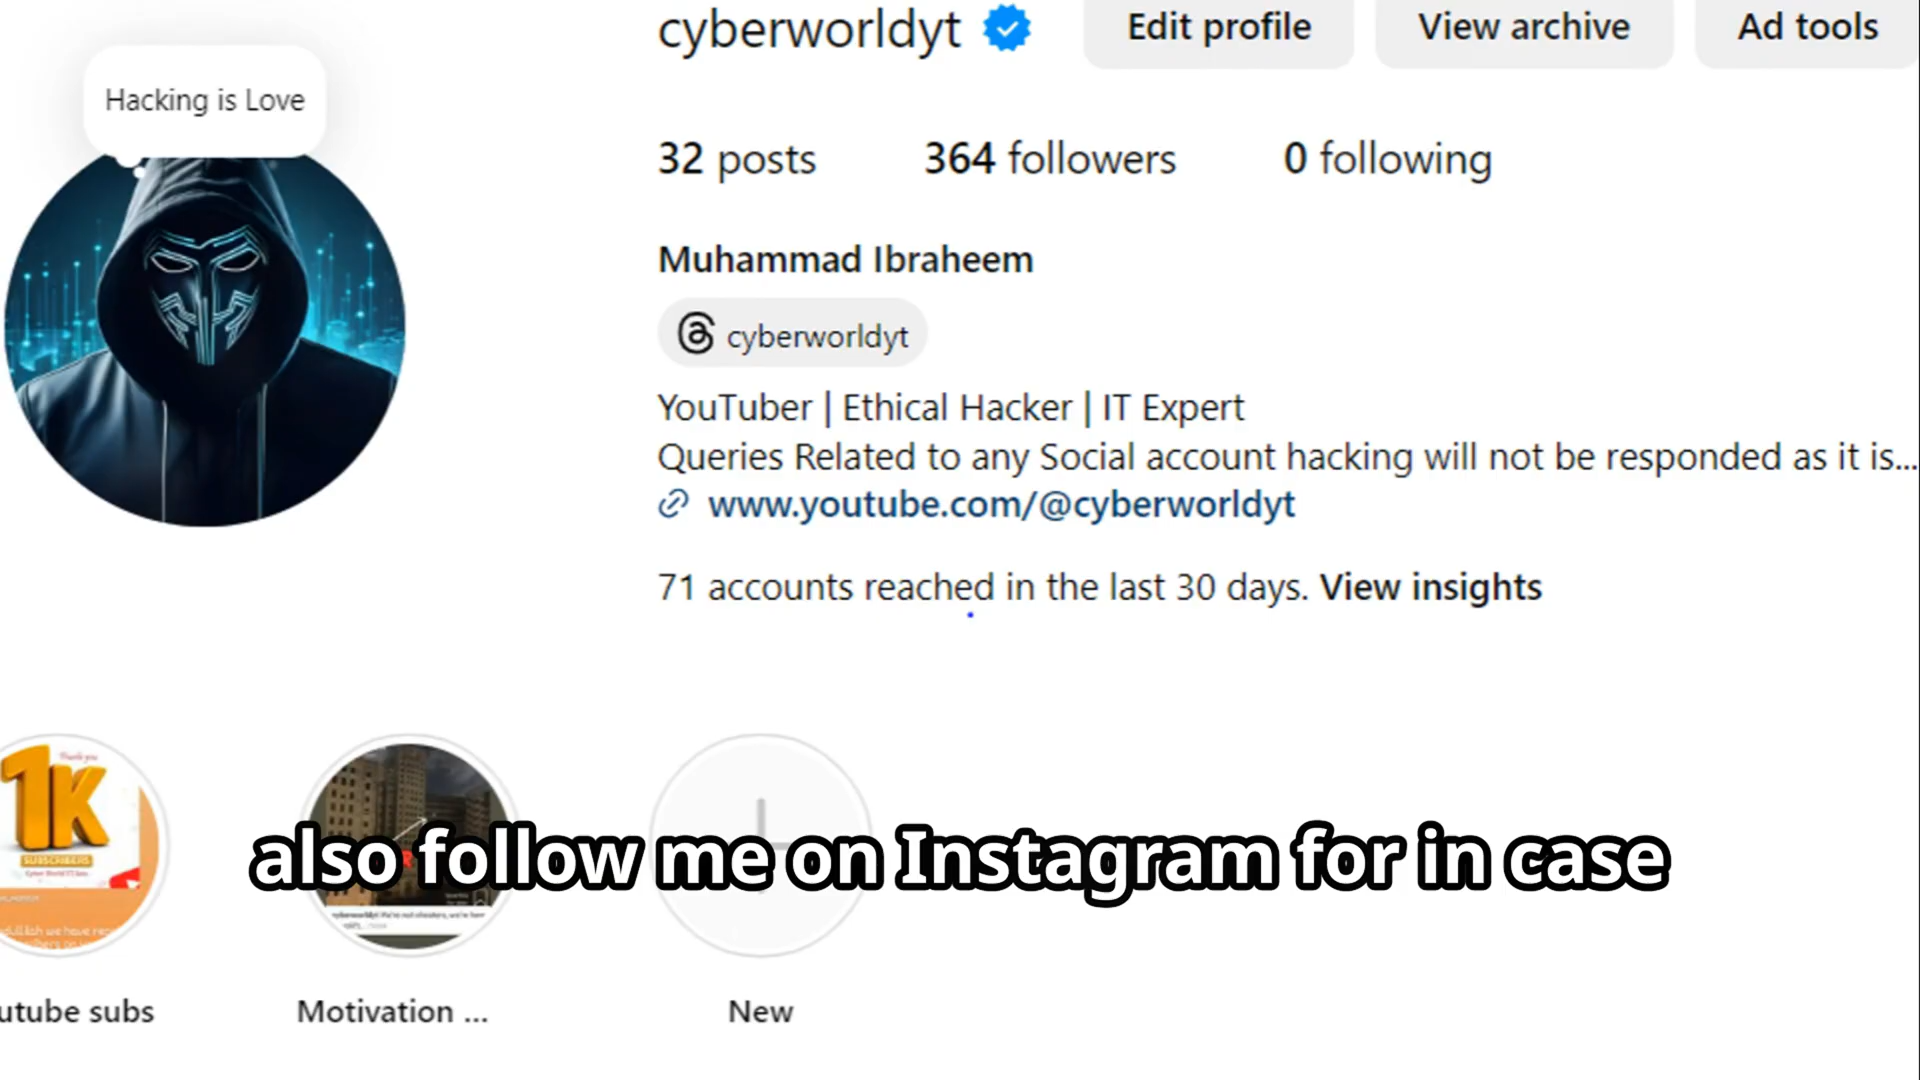 cyberworldyt
Edit profile
View archive
Ad tools
Hacking is Love
32 posts
364 followers
0 following
Muhammad Ibraheem
cyberworldyt
YouTuber | Ethical Hacker | IT Expert
Queries Related to any Social account hacking will not be responded as it is...
www.youtube.com/@cyberworldyt
71 accounts reached in the last 30 days. View insights
Thank you
1K
SUBSCRIBERS
also follow me on Instagram for in case
utube subs
Motivation ...
New